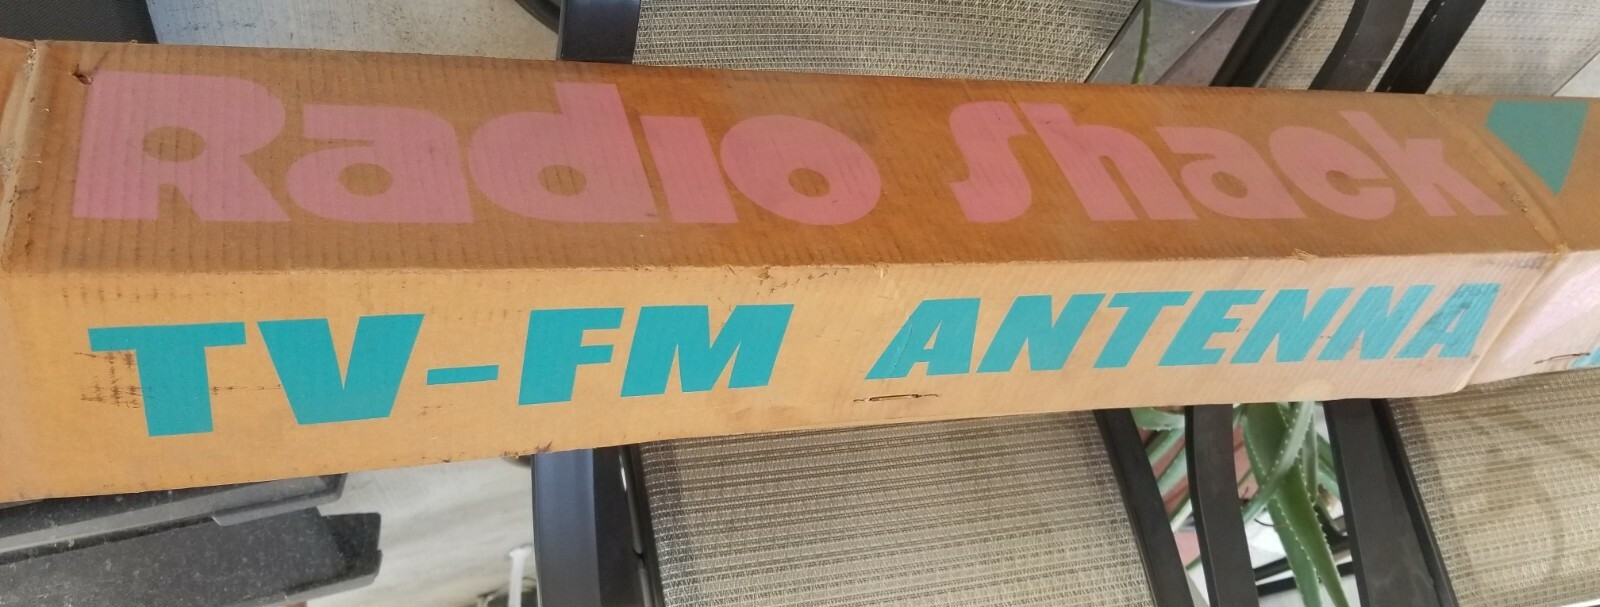 Radio Shack
TV-FM ANTENNA